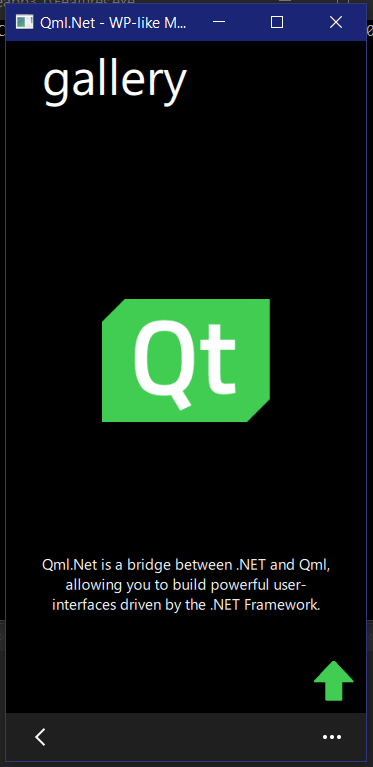 Qml.Net - WP-like M...
gallery
Qt
Qml.Net is a bridge between .NET and Qml,
allowing you to build powerful user-
interfaces driven by the .NET Framework.